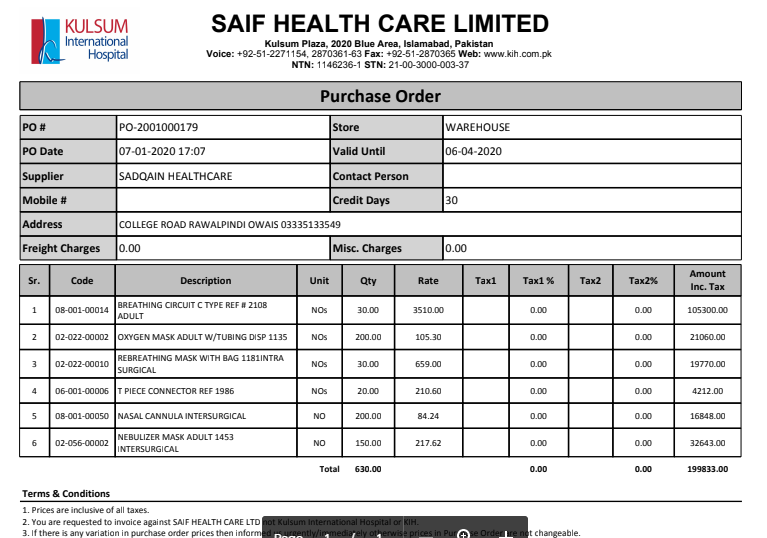 KULSUM
International
Hospital
SAIF HEALTH CARE LIMITED
Kulsum Plaza, 2020 Blue Area, Islamabad, Pakistan
Voice: +92-51-2271154, 2870361-63 Fax: +92-51-2870365 Web: www.kih.com.pk
NTN: 1146236-1 STN: 21-00-3000-003-37
Purchase Order
PO # PO-2001000179 Store WAREHOUSE
PO Date 07-01-2020 17:07 Valid Until 06-04-2020
Supplier SADQAIN HEALTHCARE Contact Person
Mobile # Credit Days 30
Address COLLEGE ROAD RAWALPINDI OWAIS 03335133549
Freight Charges 0.00 Misc. Charges 0.00
Sr. Code Description Unit Qty Rate Tax1 Tax1 % Tax2 Tax2% Amount Inc. Tax
1 08-001-00014 BREATHING CIRCUIT C TYPE REF # 2108 ADULT NOs 30.00 3510.00 0.00 0.00 105300.00
2 02-022-00002 OXYGEN MASK ADULT W/TUBING DISP 1135 NOs 200.00 105.30 0.00 0.00 21060.00
3 02-022-00010 REBREATHING MASK WITH BAG 1181INTRA SURGICAL NOs 30.00 659.00 0.00 0.00 19770.00
4 06-001-00006 T PIECE CONNECTOR REF 1986 NOs 20.00 210.60 0.00 0.00 4212.00
5 08-001-00050 NASAL CANNULA INTERSURGICAL NO 200.00 84.24 0.00 0.00 16848.00
6 02-056-00002 NEBULIZER MASK ADULT 1453 INTERSURGICAL NO 150.00 217.62 0.00 0.00 32643.00
Total 630.00 0.00 0.00 199833.00
Terms & Conditions
1. Prices are inclusive of all taxes.
2. You are requested to invoice against SAIF HEALTH CARE LTD not Kulsum International Hospital or KIH.
3. If there is any variation in purchase order prices then informed us urgently/immediately otherwise prices in Purchase Order are not changeable.